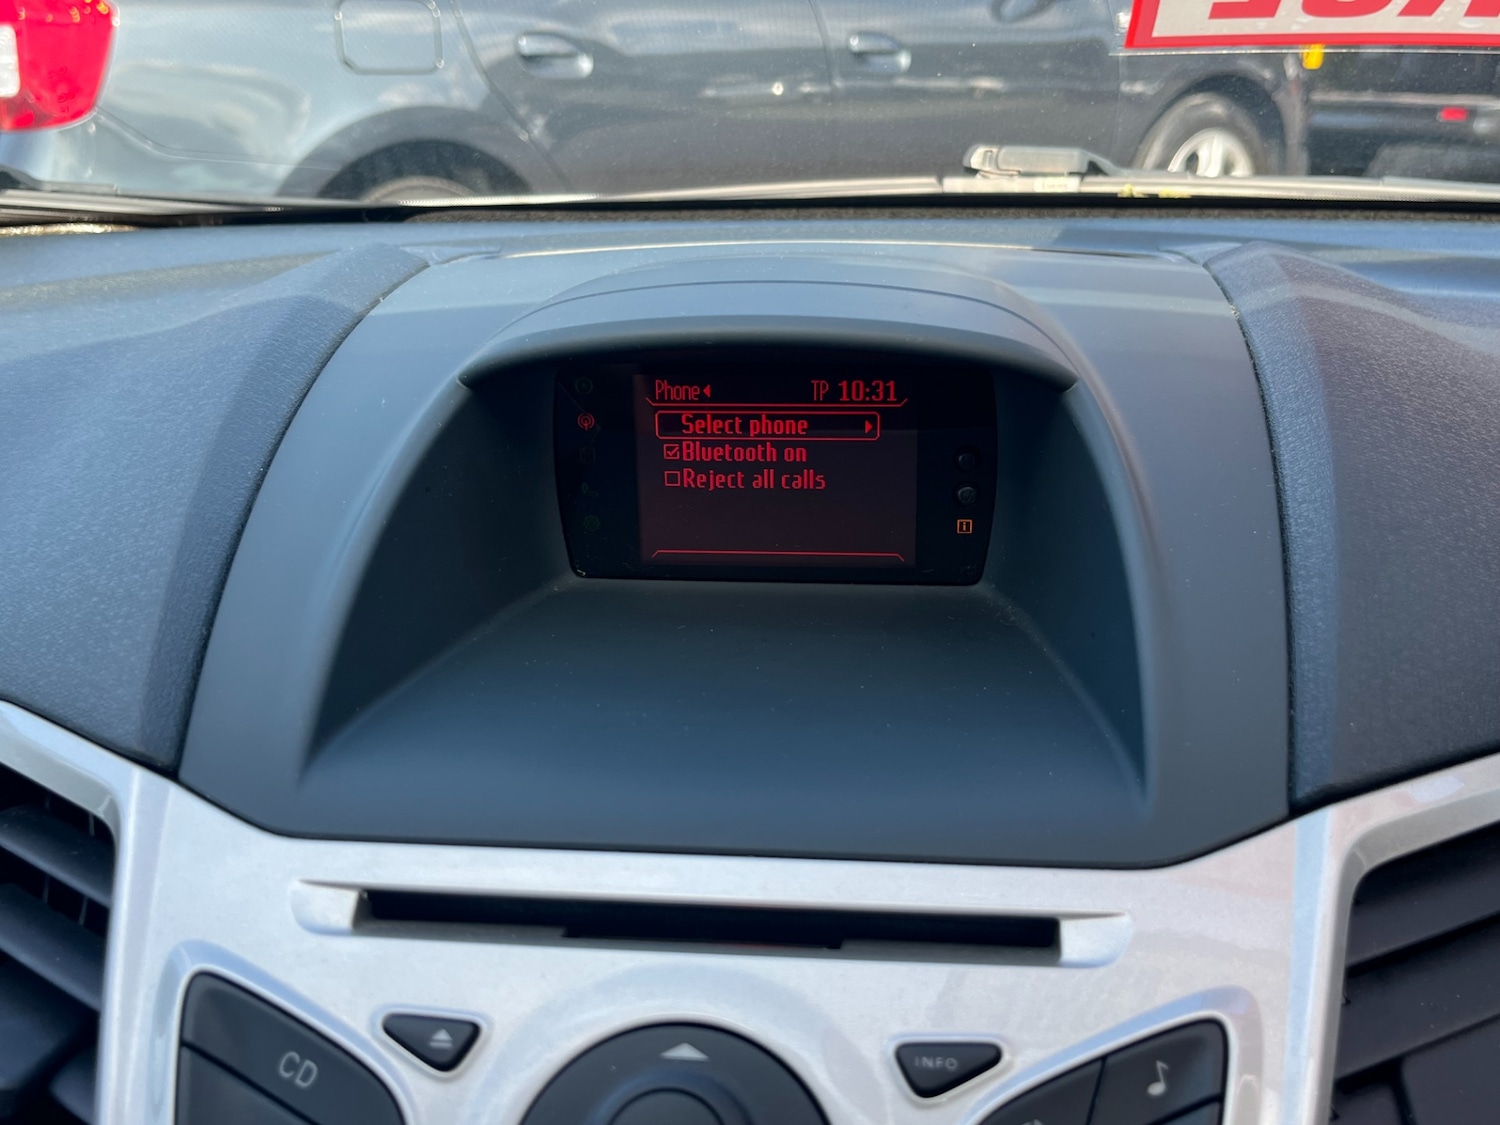 Phone
TP 10:31
Select phone
Bluetooth on
Reject all calls
CD
INFO